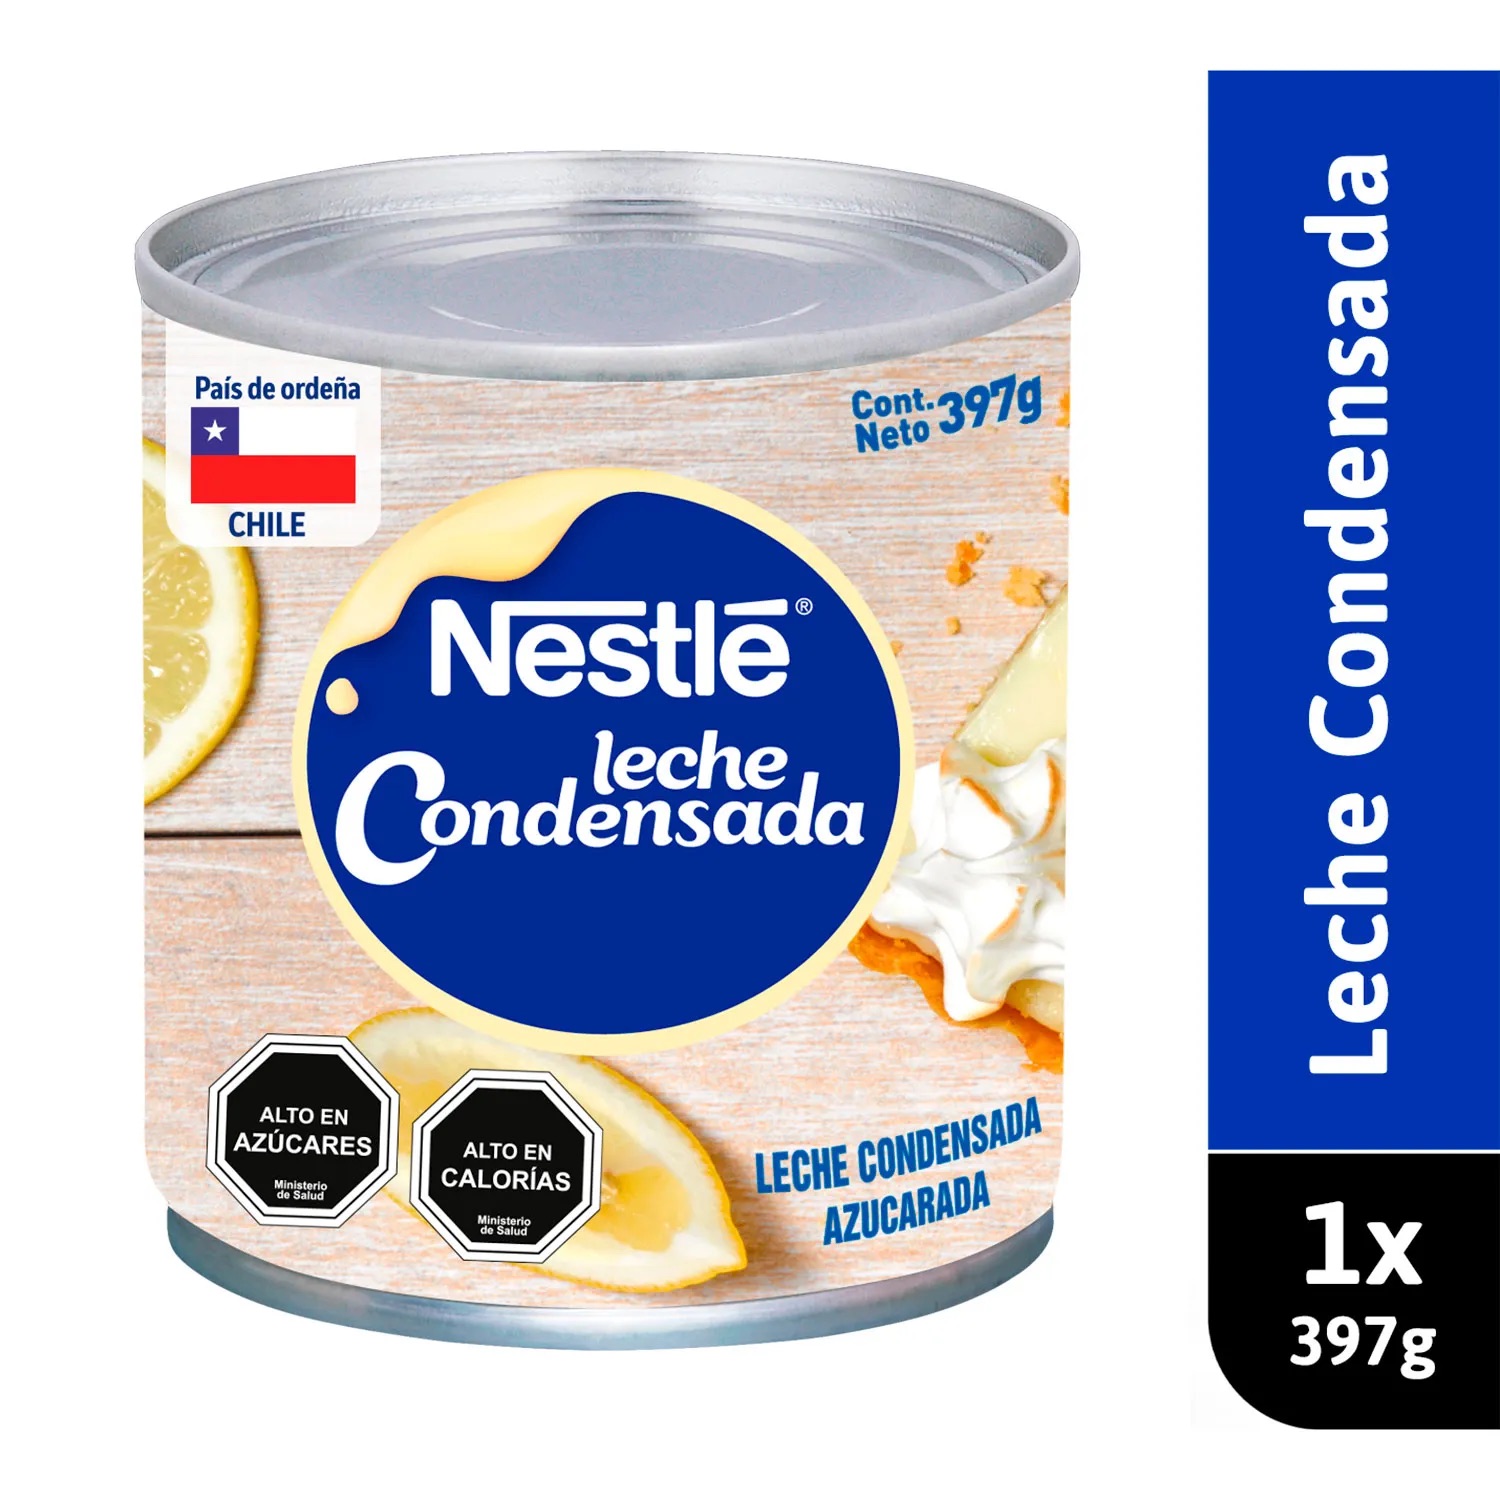 País de ordeña
CHILE
Cont.
Neto 397g
Nestlé®
leche
Condensada
ALTO EN
AZÚCARES
Ministerio
de Salud
ALTO EN
CALORÍAS
Ministerio
de Salud
LECHE CONDENSADA
AZUCARADA
Leche Condensada
1x
397g